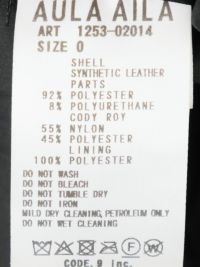 AULA AILA
ART 1253-02014
SIZE 0
SHELL
SYNTHETIC LEATHER
PARTS
92% POLYESTER
8% POLYURETHANE
CODY ROY
55% NYLON
45% POLYESTER
LINING
100% POLYESTER
DO NOT WASH
DO NOT BLEACH
DO NOT TUMBLE DRY
DO NOT IRON
MILD DRY CLEANING, PETROLEUM ONLY
DO NOT WET CLEANING
F W
CODE. 9 Inc.